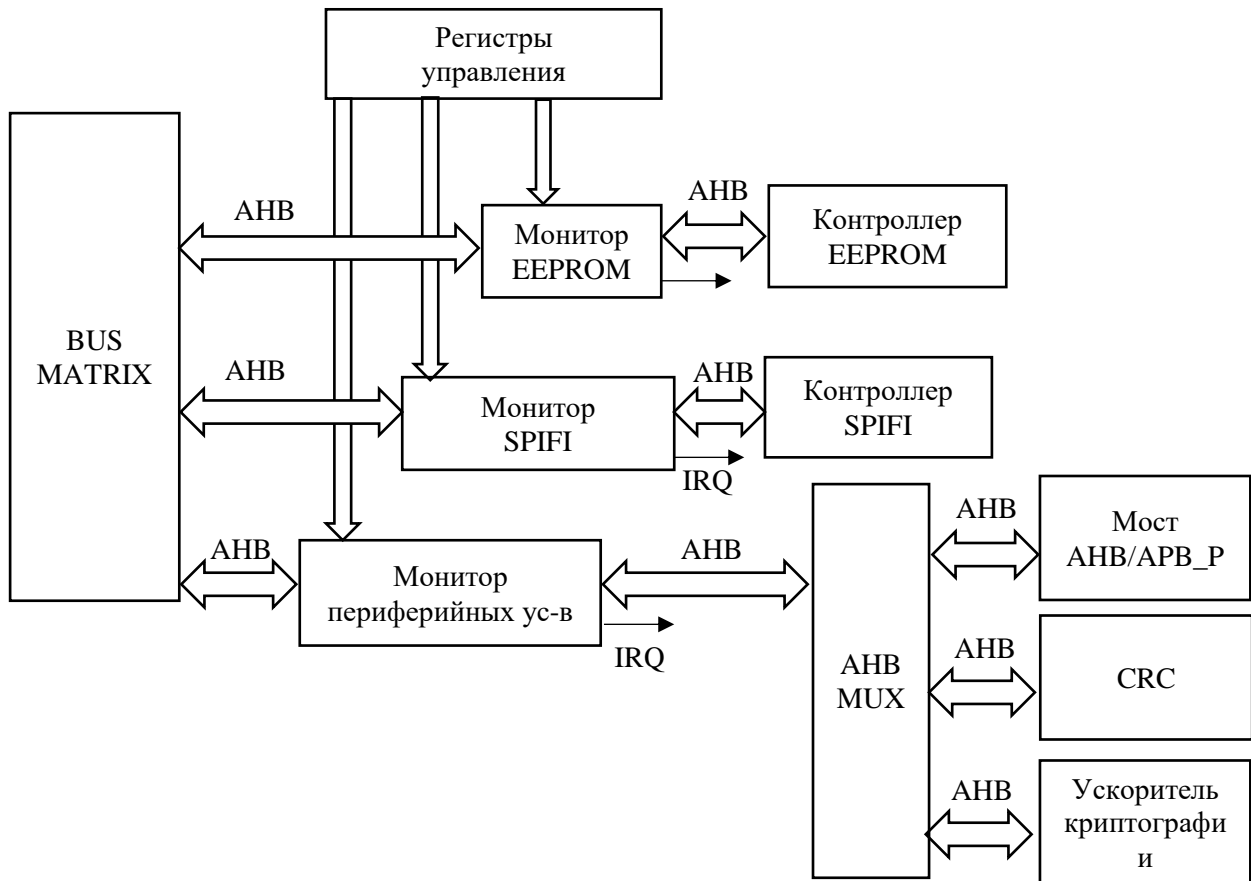 Регистры
управления
AHB
AHB
Монитор
EEPROM
Контроллер
EEPROM
BUS
MATRIX
AHB
AHB
Монитор
SPIFI
Контроллер
SPIFI
IRQ
AHB
AHB
AHB
Монитор
периферийных ус-в
Мост
AHB/APB_P
IRQ
AHB
MUX
AHB
CRC
AHB
Ускоритель
криптографи
и